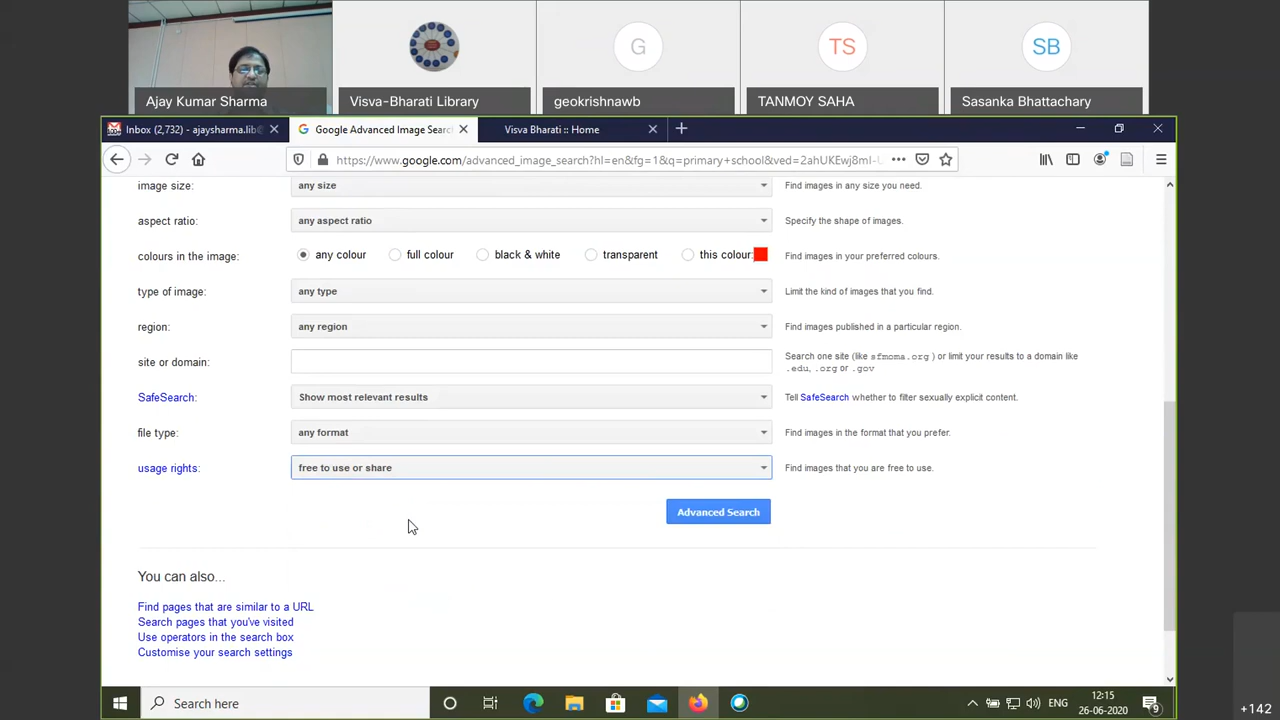 G
TS
SB
Ajay Kumar Sharma
Visva-Bharati Library
geokrishnawb
TANMOY SAHA
Sasanka Bhattachary
Inbox (2,732) - ajaysharma.lib@
Google Advanced Image Searc
Visva Bharati :: Home
https://www.google.com/advanced_image_search?hl=en&fg=1&q=primary+school&ved=2ahUKEwj8mI-U
image size:
any size
Find images in any size you need.
aspect ratio:
any aspect ratio
Specify the shape of images.
colours in the image:
any colour
full colour
black & white
transparent
this colour:
Find images in your preferred colours.
type of image:
any type
Limit the kind of images that you find.
region:
any region
Find images published in a particular region.
site or domain:
Search one site (like sfmoma.org ) or limit your results to a domain like
.edu, .org or .gov
SafeSearch:
Show most relevant results
Tell SafeSearch whether to filter sexually explicit content.
file type:
any format
Find images in the format that you prefer.
usage rights:
free to use or share
Find images that you are free to use.
Advanced Search
You can also...
Find pages that are similar to a URL
Search pages that you've visited
Use operators in the search box
Customise your search settings
Search here
ENG
12:15
26-06-2020
9
+142